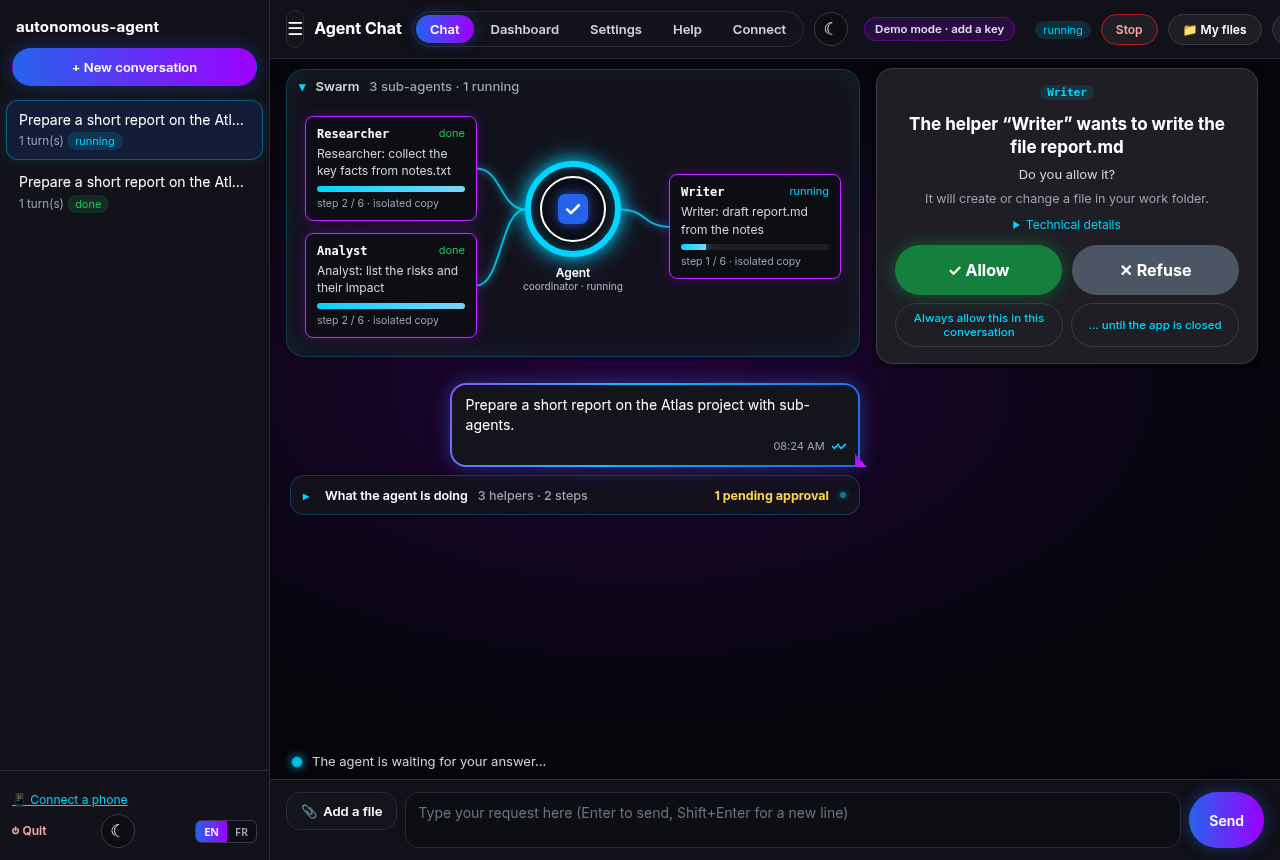 autonomous-agent
+ New conversation
Prepare a short report on the Atl...
1 turn(s) running
Prepare a short report on the Atl...
1 turn(s) done
📱 Connect a phone
Quit
EN FR
Agent Chat
Chat Dashboard Settings Help Connect
Demo mode · add a key
running
Stop
📁 My files
Swarm 3 sub-agents · 1 running
Researcher done
Researcher: collect the
key facts from notes.txt
step 2 / 6 · isolated copy
Analyst done
Analyst: list the risks and
their impact
step 2 / 6 · isolated copy
Agent
coordinator · running
Writer running
Writer: draft report.md
from the notes
step 1 / 6 · isolated copy
Writer
The helper “Writer” wants to write the
file report.md
Do you allow it?
It will create or change a file in your work folder.
Technical details
✓ Allow
✕ Refuse
Always allow this in this
conversation
... until the app is closed
Prepare a short report on the Atlas project with sub-
agents.
08:24 AM
What the agent is doing 3 helpers · 2 steps 1 pending approval
The agent is waiting for your answer...
📎 Add a file
Type your request here (Enter to send, Shift+Enter for a new line)
Send